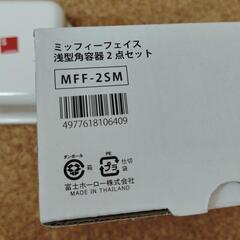 ミッフィーフェイス
浅型角容器2点セット
MFF-2SM
4977618106409
ダンボール 箱 PE 仕切袋
富士ホーロー株式会社
MADE IN THAILAND